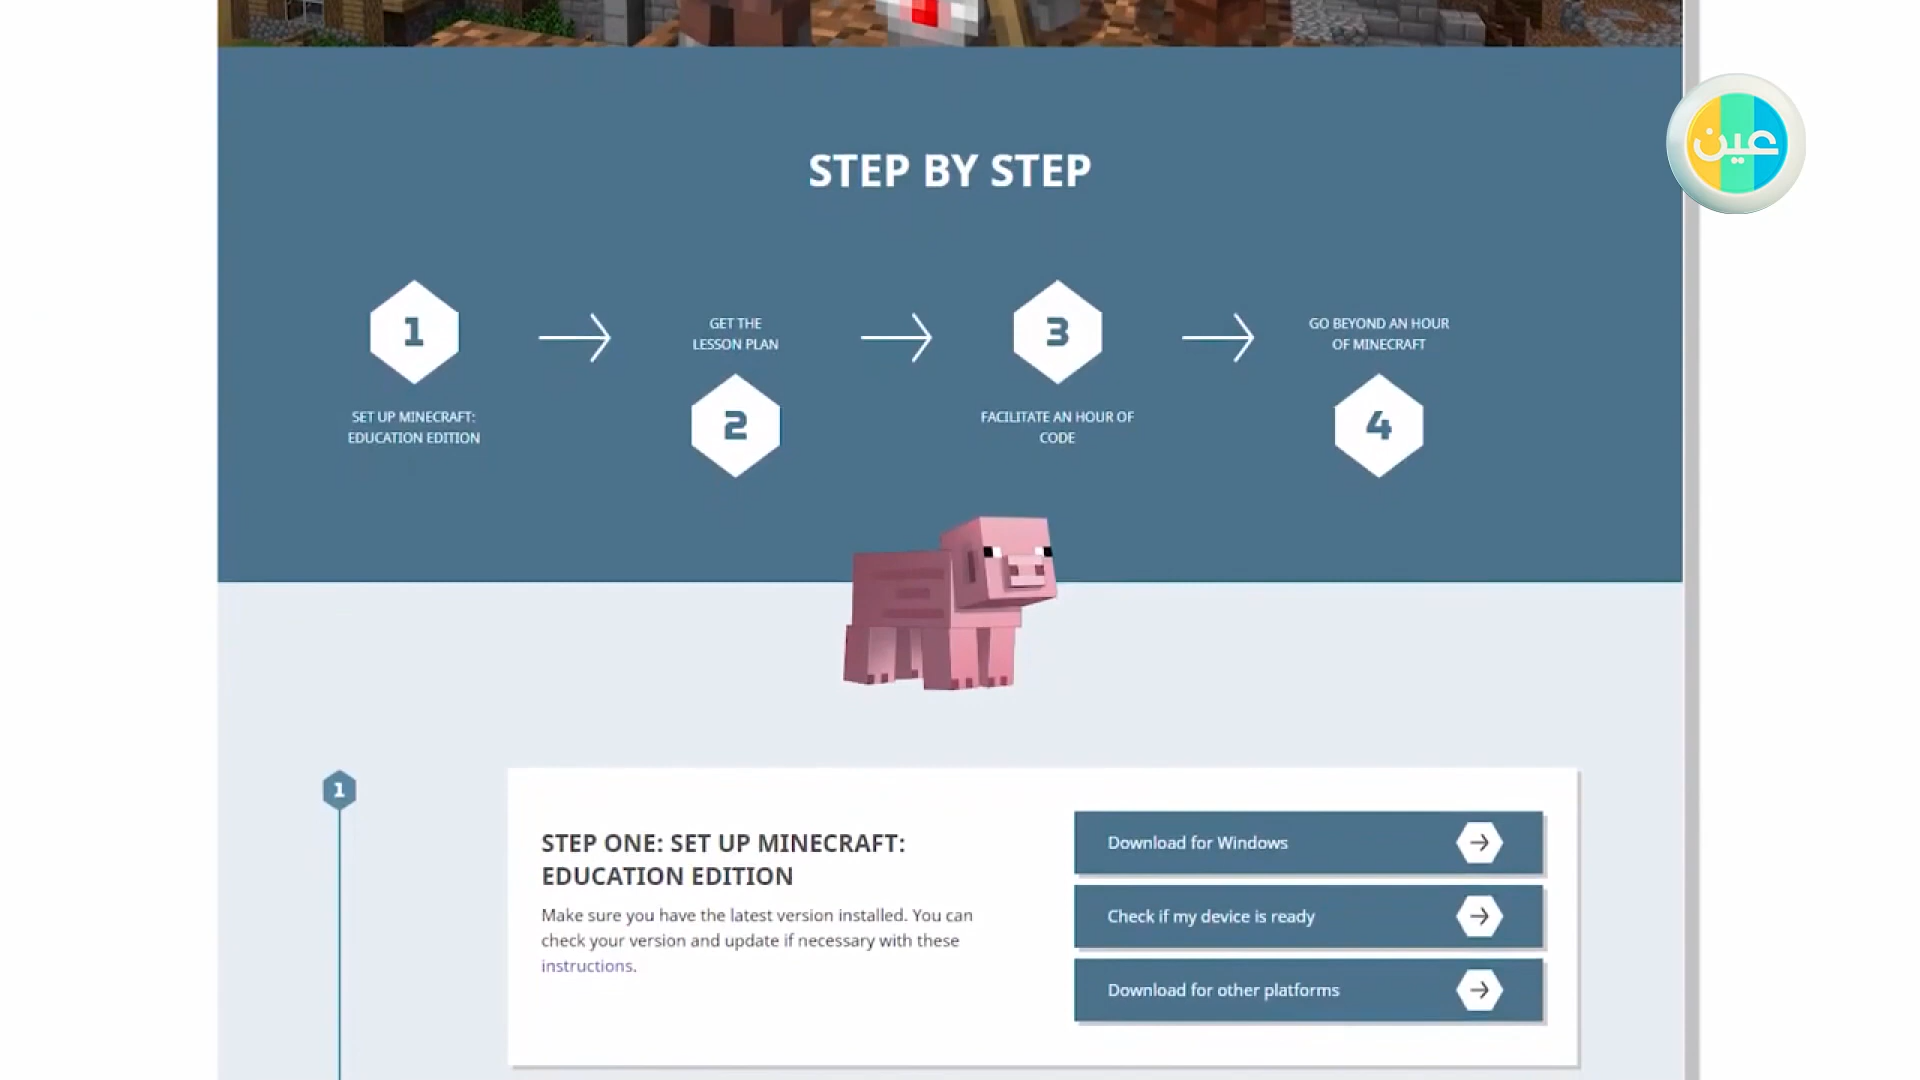 عين
STEP BY STEP
1
SET UP MINECRAFT:
EDUCATION EDITION
GET THE
LESSON PLAN
2
3
FACILITATE AN HOUR OF
CODE
GO BEYOND AN HOUR
OF MINECRAFT
4
1
STEP ONE: SET UP MINECRAFT:
EDUCATION EDITION
Make sure you have the latest version installed. You can
check your version and update if necessary with these
instructions.
Download for Windows
Check if my device is ready
Download for other platforms